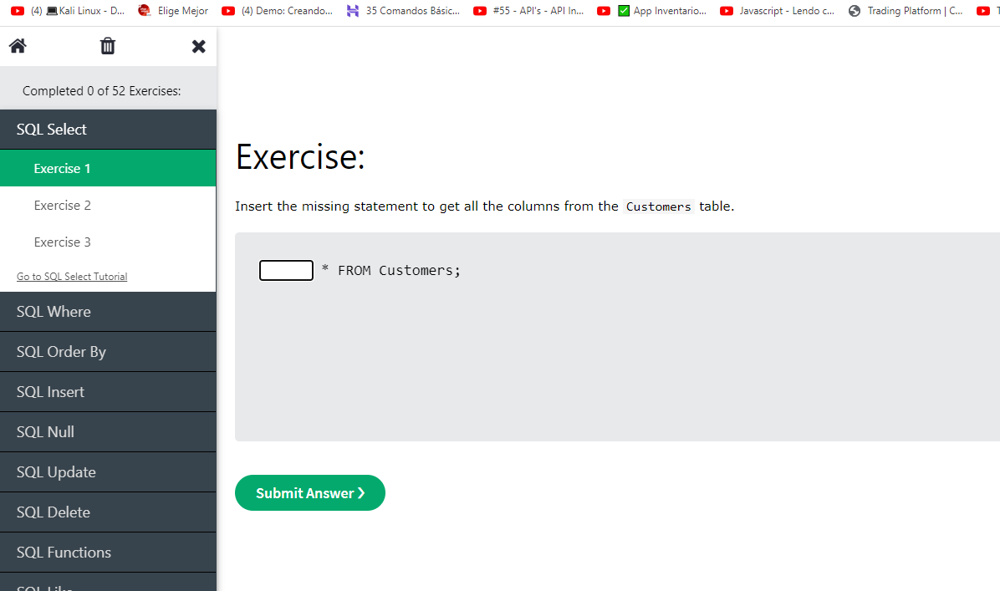 (4) 💻Kali Linux - D... Elige Mejor (4) Demo: Creando... 35 Comandos Básic... #55 - API's - API In... ✅ App Inventario... Javascript - Lendo c... Trading Platform | C...
Completed 0 of 52 Exercises:
SQL Select
Exercise 1
Exercise 2
Exercise 3
Go to SQL Select Tutorial
SQL Where
SQL Order By
SQL Insert
SQL Null
SQL Update
SQL Delete
SQL Functions
SQL Like
Exercise:
Insert the missing statement to get all the columns from the Customers table.
* FROM Customers;
Submit Answer ❯